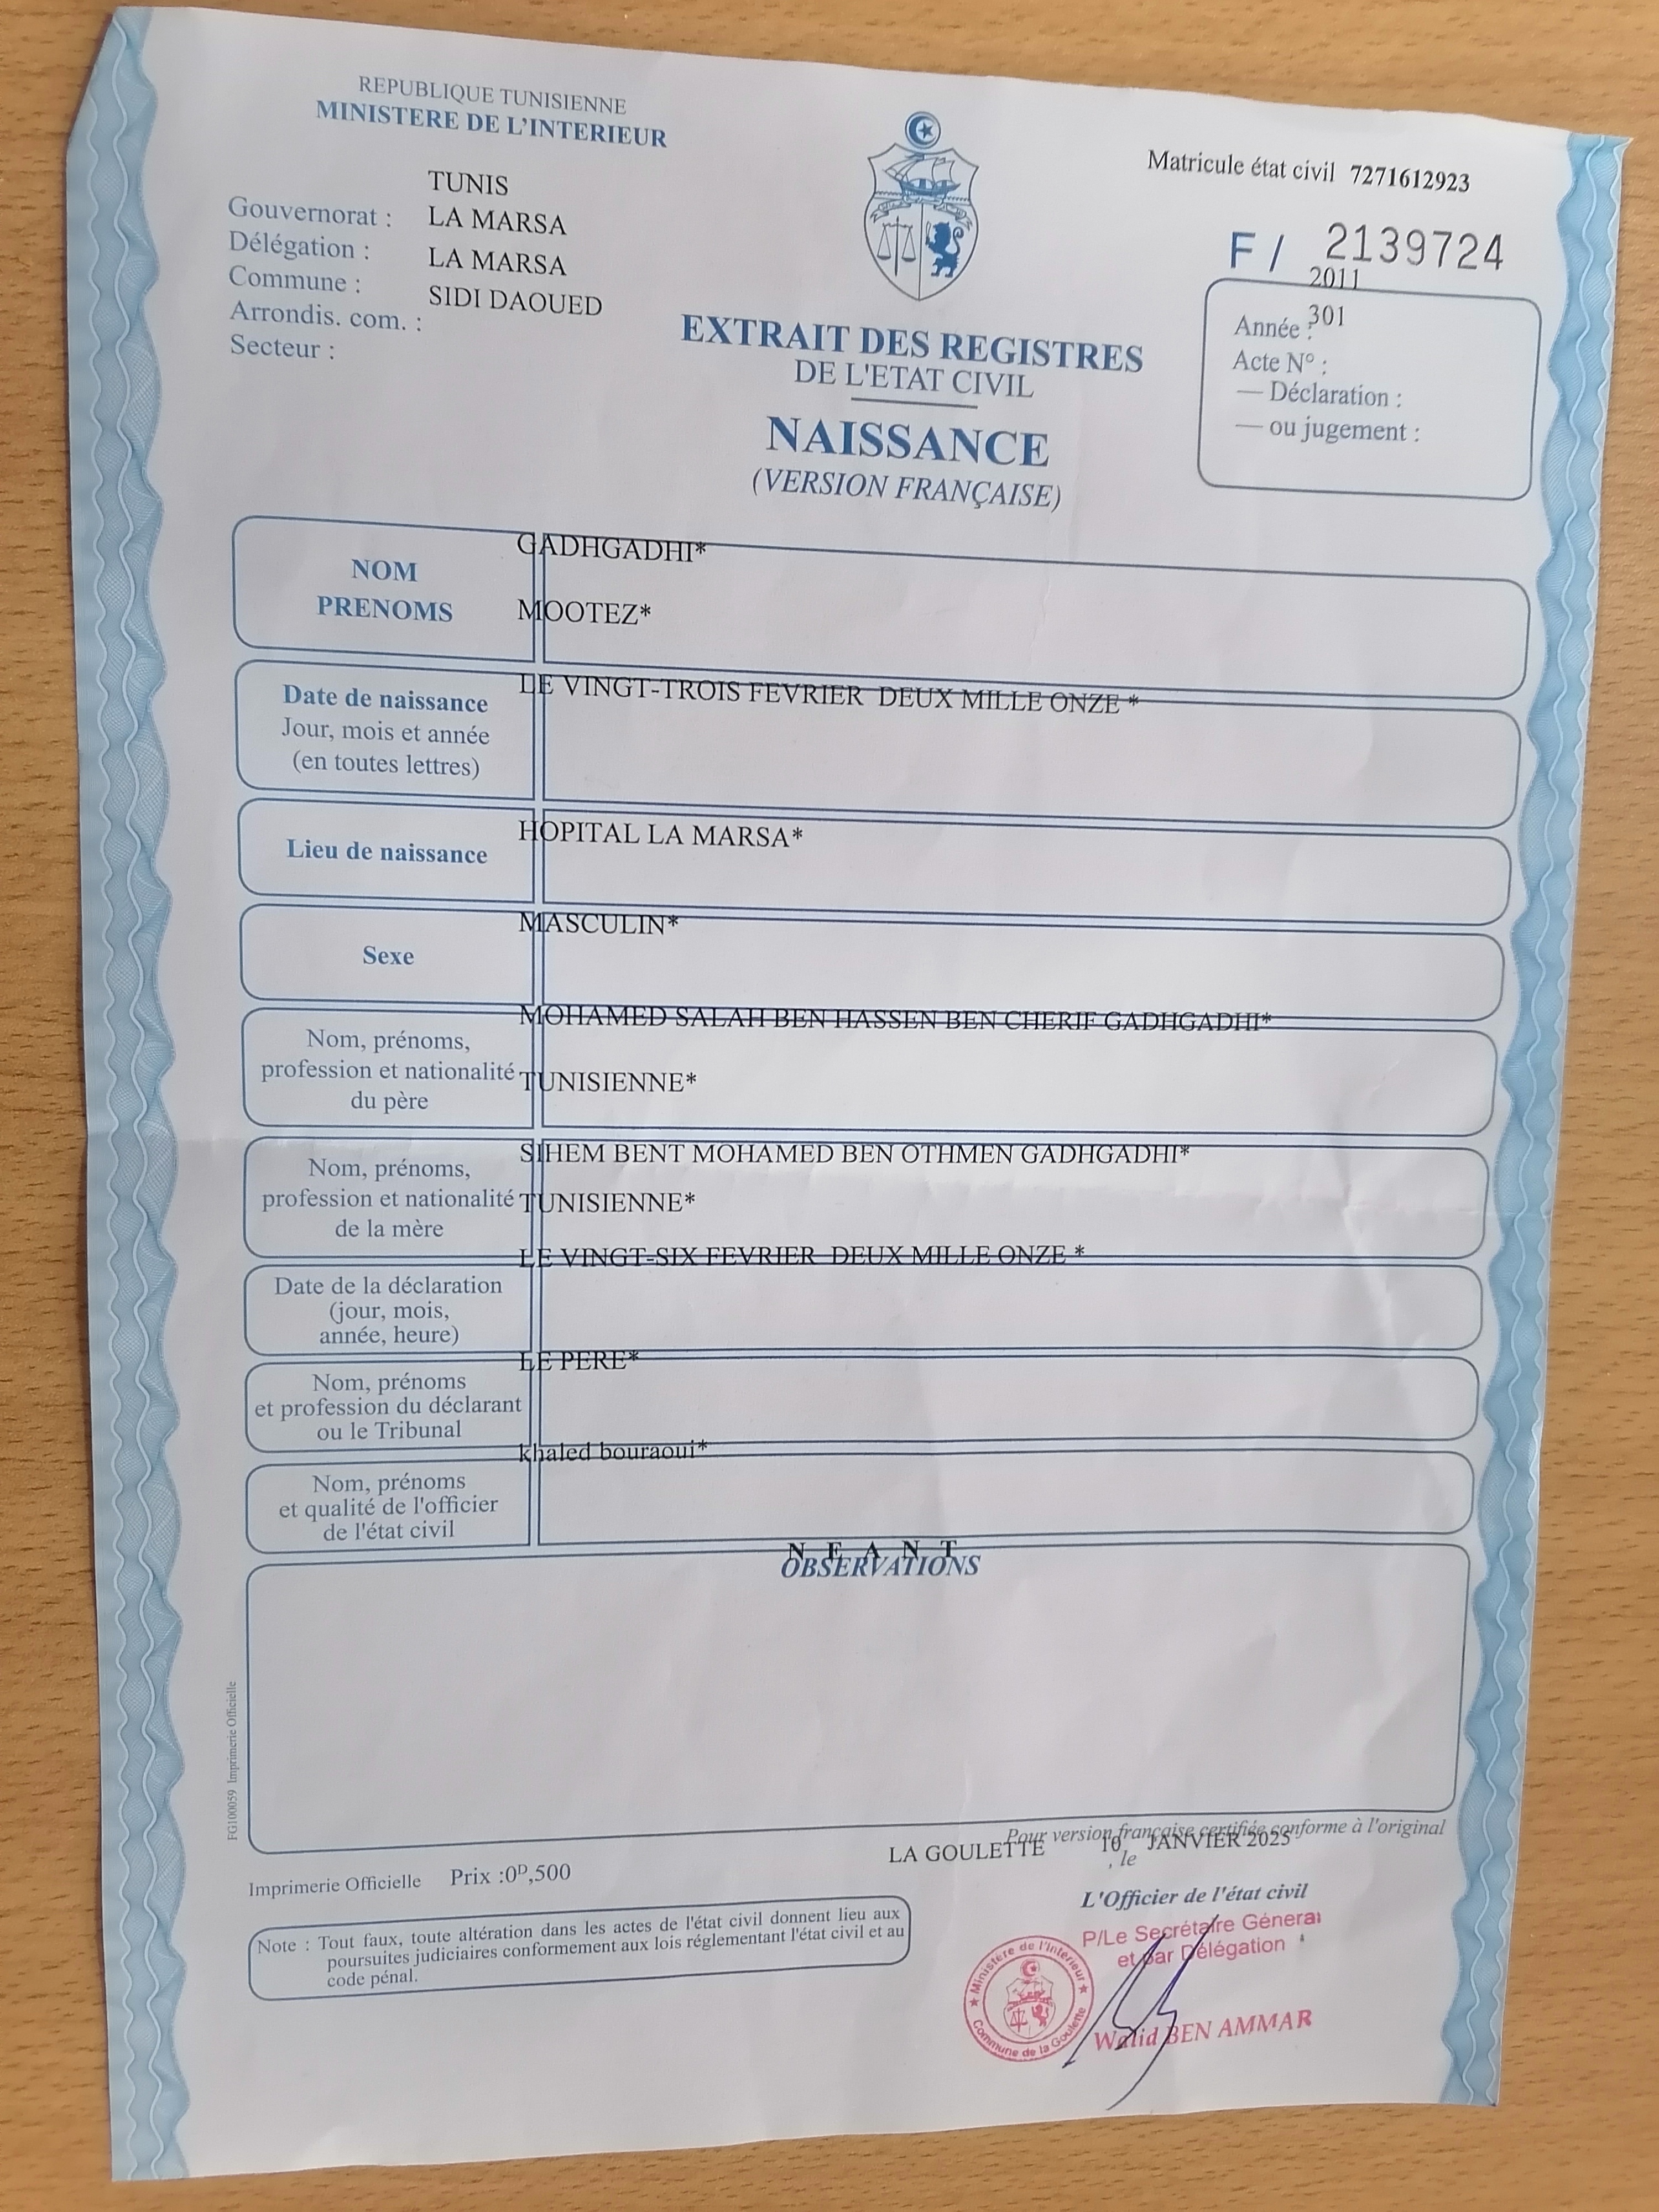 REPUBLIQUE TUNISIENNE
MINISTERE DE L'INTERIEUR
TUNIS
Gouvernorat : LA MARSA
Délégation : LA MARSA
Commune : SIDI DAOUED
Arrondis. com. :
Secteur :
Matricule état civil 7271612923
F / 2139724
2011
Année : 301
Acte N° :
— Déclaration :
— ou jugement :
EXTRAIT DES REGISTRES
DE L'ETAT CIVIL
NAISSANCE
(VERSION FRANÇAISE)
NOM GADHGADHI*
PRENOMS MOOTEZ*
Date de naissance LE VINGT-TROIS FEVRIER DEUX MILLE ONZE *
Jour, mois et année
(en toutes lettres)
Lieu de naissance HOPITAL LA MARSA*
Sexe MASCULIN*
MOHAMED SALAH BEN HASSEN BEN CHERIF GADHGADHI*
Nom, prénoms,
profession et nationalité TUNISIENNE*
du père
SIHEM BENT MOHAMED BEN OTHMEN GADHGADHI*
Nom, prénoms,
profession et nationalité TUNISIENNE*
de la mère
LE VINGT-SIX FEVRIER DEUX MILLE ONZE *
Date de la déclaration
(jour, mois,
année, heure)
LE PERE*
Nom, prénoms
et profession du déclarant
ou le Tribunal
khaled bouraoui*
Nom, prénoms
et qualité de l'officier
de l'état civil
N E A N T
OBSERVATIONS
FG100059 Imprimerie Officielle
Pour version française certifiée conforme à l'original
LA GOULETTE 10 JANVIER 2025
, le
Imprimerie Officielle Prix :0ᴰ,500
L'Officier de l'état civil
P/Le Secrétaire Géneral
et par Délégation
Walid BEN AMMAR
Ministère de l'Intérieur
Commune de la Goulette
Note : Tout faux, toute altération dans les actes de l'état civil donnent lieu aux
poursuites judiciaires conformement aux lois réglementant l'état civil et au
code pénal.